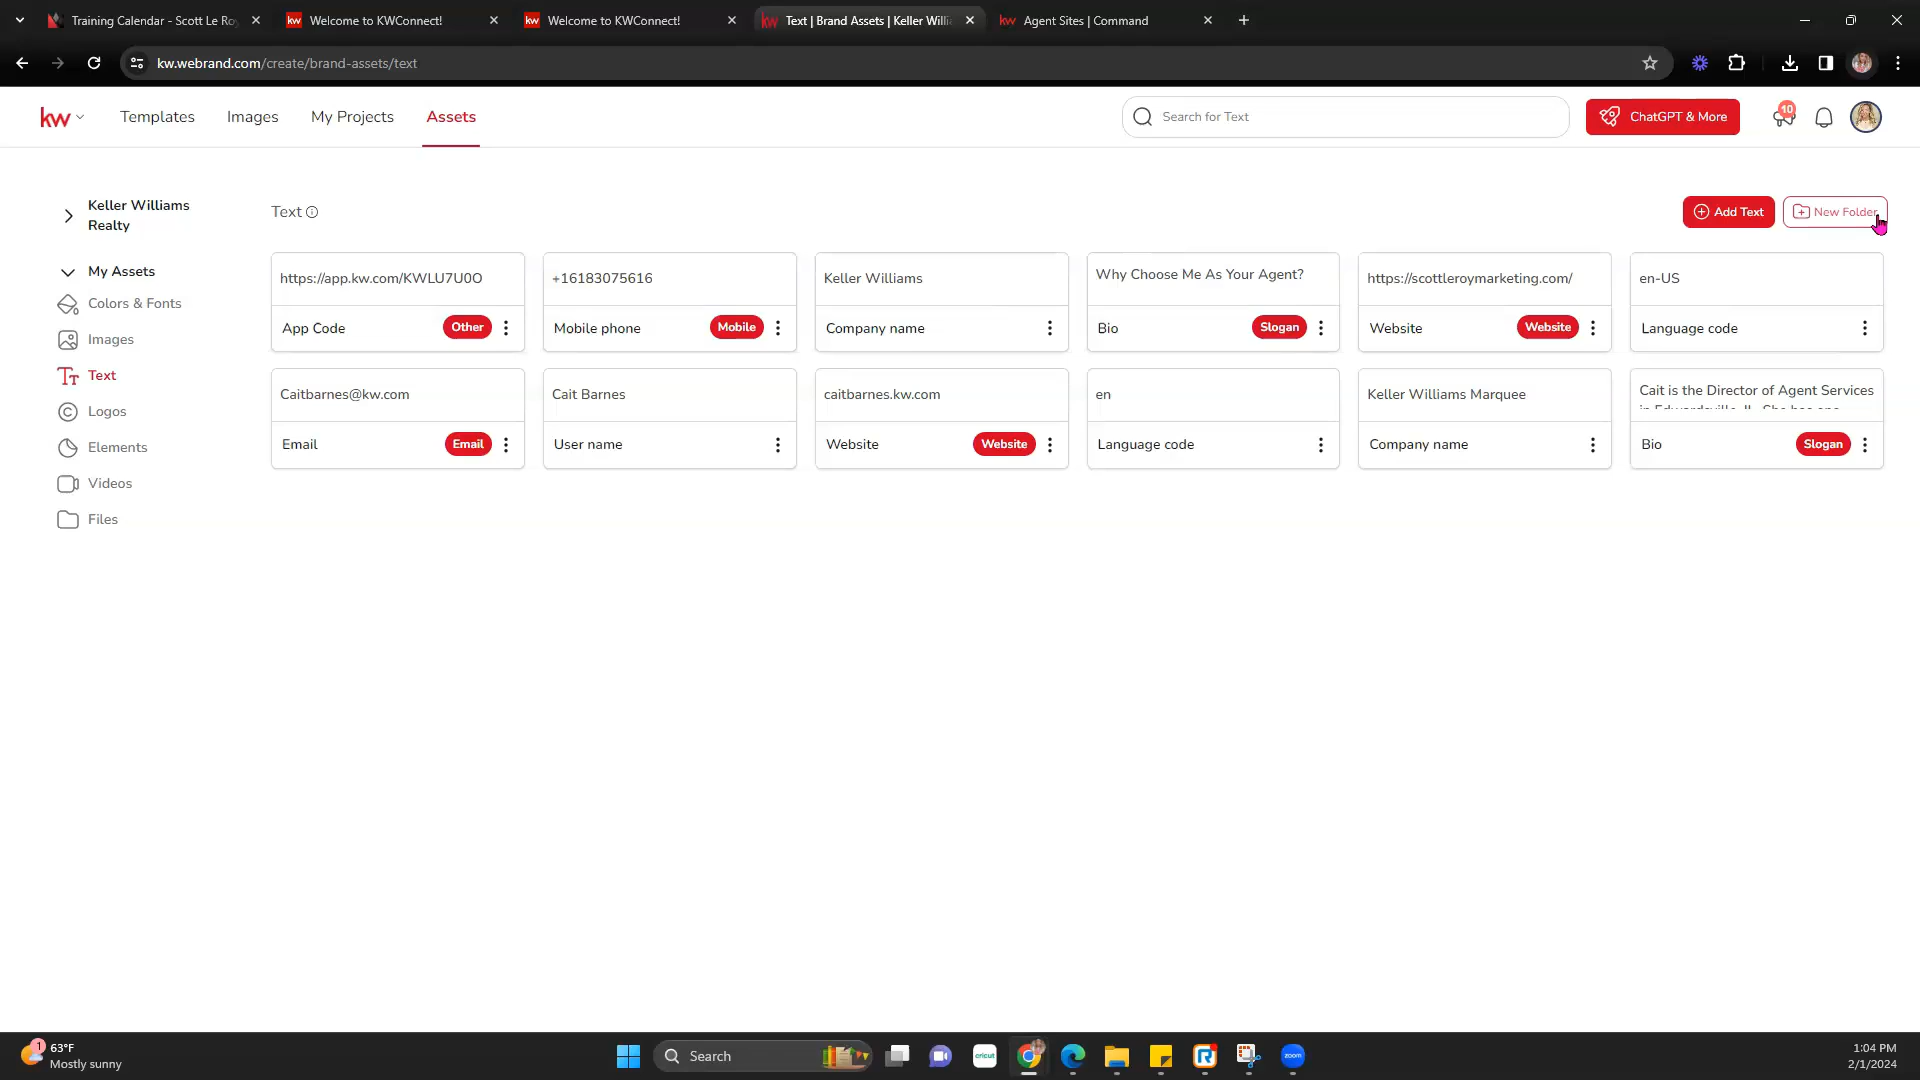 Training Calendar - Scott Le Ro
Welcome to KWConnect!
Welcome to KWConnect!
Text | Brand Assets | Keller Willi
Agent Sites | Command
kw.webrand.com/create/brand-assets/text
kw
Templates
Images
My Projects
Assets
Search for Text
ChatGPT & More
10
Keller Williams
Realty
My Assets
Colors & Fonts
Images
Text
Logos
Elements
Videos
Files
Text
Add Text
New Folder
https://app.kw.com/KWLU7U0O
App Code
Other
+16183075616
Mobile phone
Mobile
Keller Williams
Company name
Why Choose Me As Your Agent?
Bio
Slogan
https://scottleroymarketing.com/
Website
Website
en-US
Language code
Caitbarnes@kw.com
Email
Email
Cait Barnes
User name
caitbarnes.kw.com
Website
Website
en
Language code
Keller Williams Marquee
Company name
Cait is the Director of Agent Services
Bio
Slogan
1
63°F
Mostly sunny
Search
cricut
zoom
1:04 PM
2/1/2024